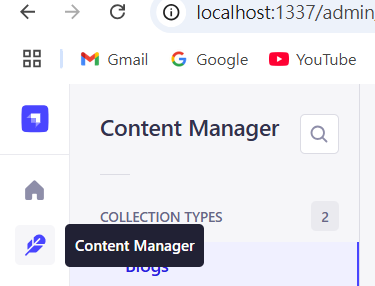 localhost:1337/admin
Gmail Google YouTube
Content Manager
COLLECTION TYPES 2
Content Manager
Blogs